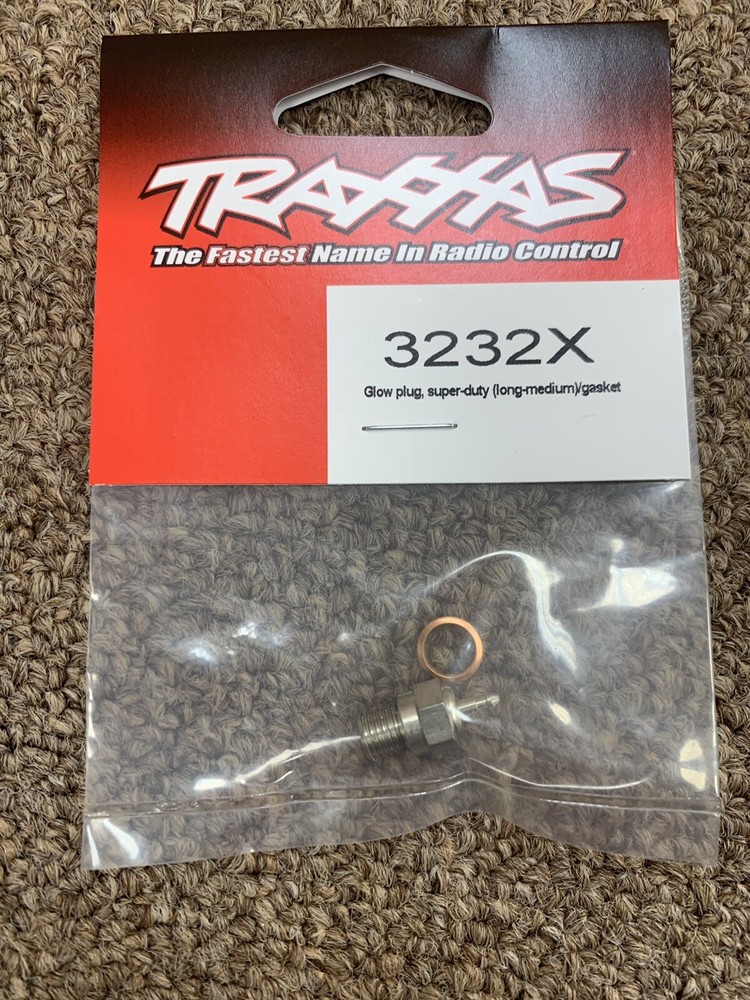 TRAXXAS
The Fastest Name In Radio Control
3232X
Glow plug, super-duty (long-medium)/gasket